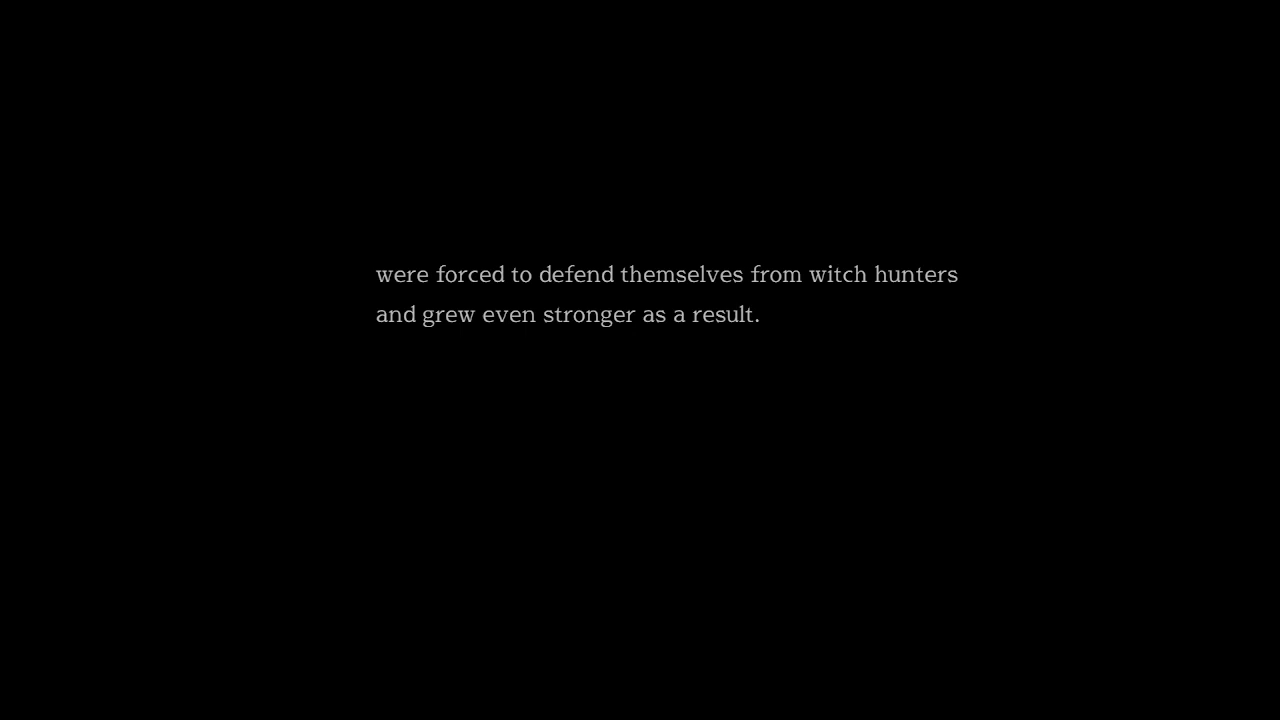 were forced to defend themselves from witch hunters
and grew even stronger as a result.